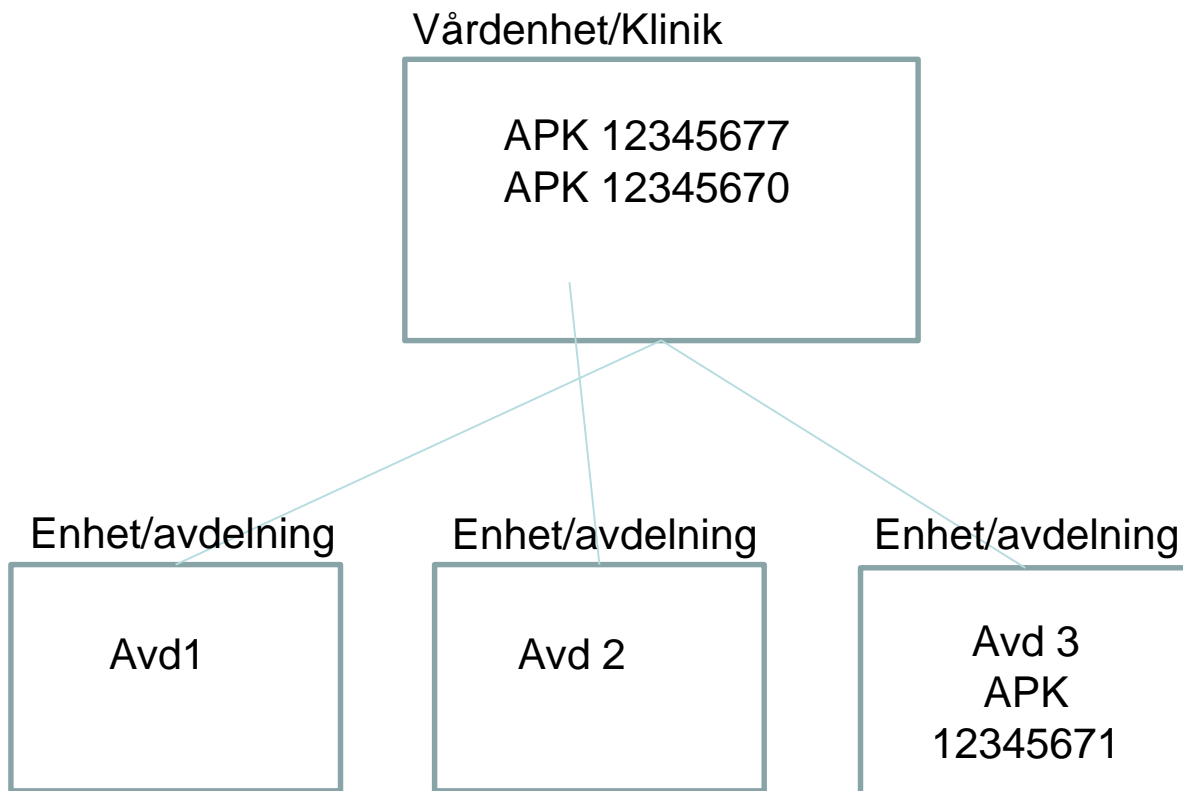 Vårdenhet/Klinik
APK 12345677
APK 12345670
Enhet/avdelning
Avd1
Enhet/avdelning
Avd 2
Enhet/avdelning
Avd 3
APK
12345671